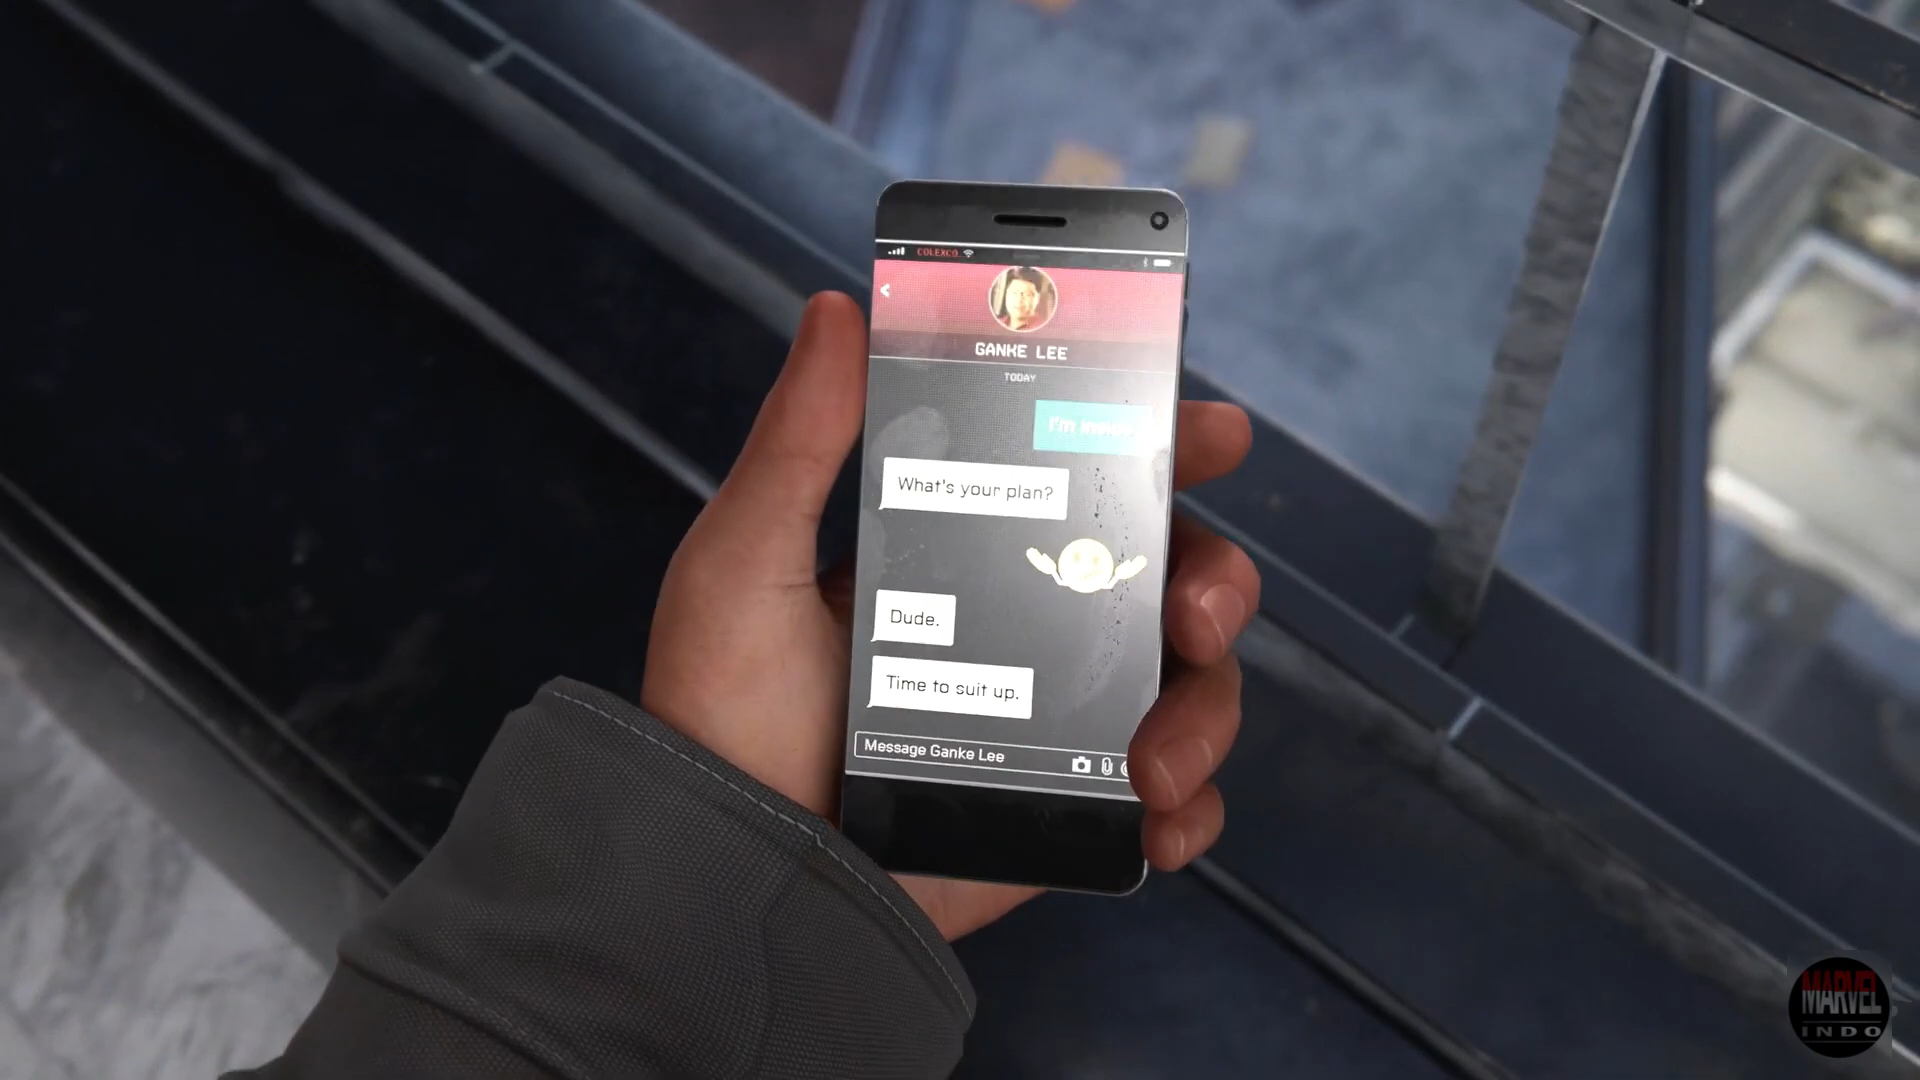 COLEXCO
GANKE LEE
TODAY
I'm
What's your plan?
Dude.
Time to suit up.
Message Ganke Lee
MARVEL
INDO